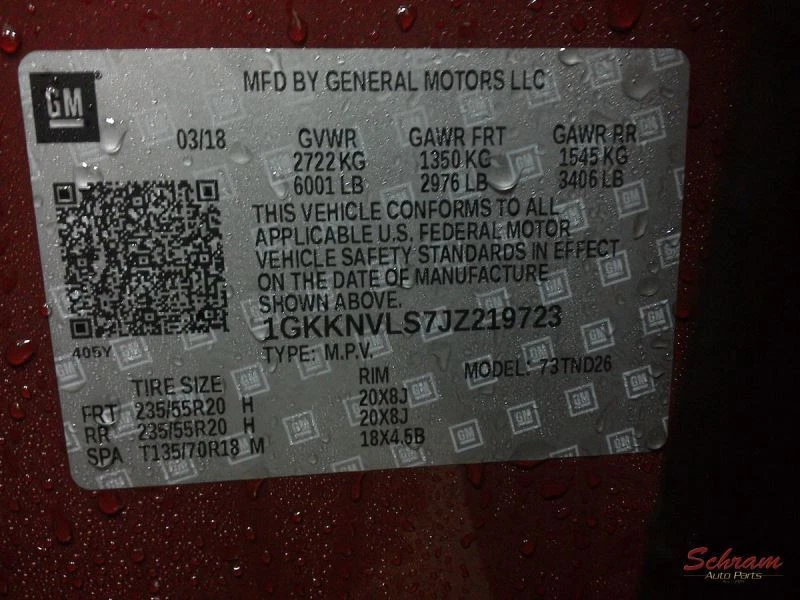 GM
MFD BY GENERAL MOTORS LLC
03/18 GVWR GAWR FRT GAWR RR
2722 KG 1350 KG 1545 KG
6001 LB 2976 LB 3406 LB
THIS VEHICLE CONFORMS TO ALL
APPLICABLE U.S. FEDERAL MOTOR
VEHICLE SAFETY STANDARDS IN EFFECT
ON THE DATE OF MANUFACTURE
SHOWN ABOVE.
1GKKNVLS7JZ219723
405Y
TYPE: M.P.V. MODEL: 73TND26
TIRE SIZE RIM
FRT 235/55R20 H 20X8J
RR 235/55R20 H 20X8J
SPA T135/70R18 M 18X4.5B
Schram
Auto Parts